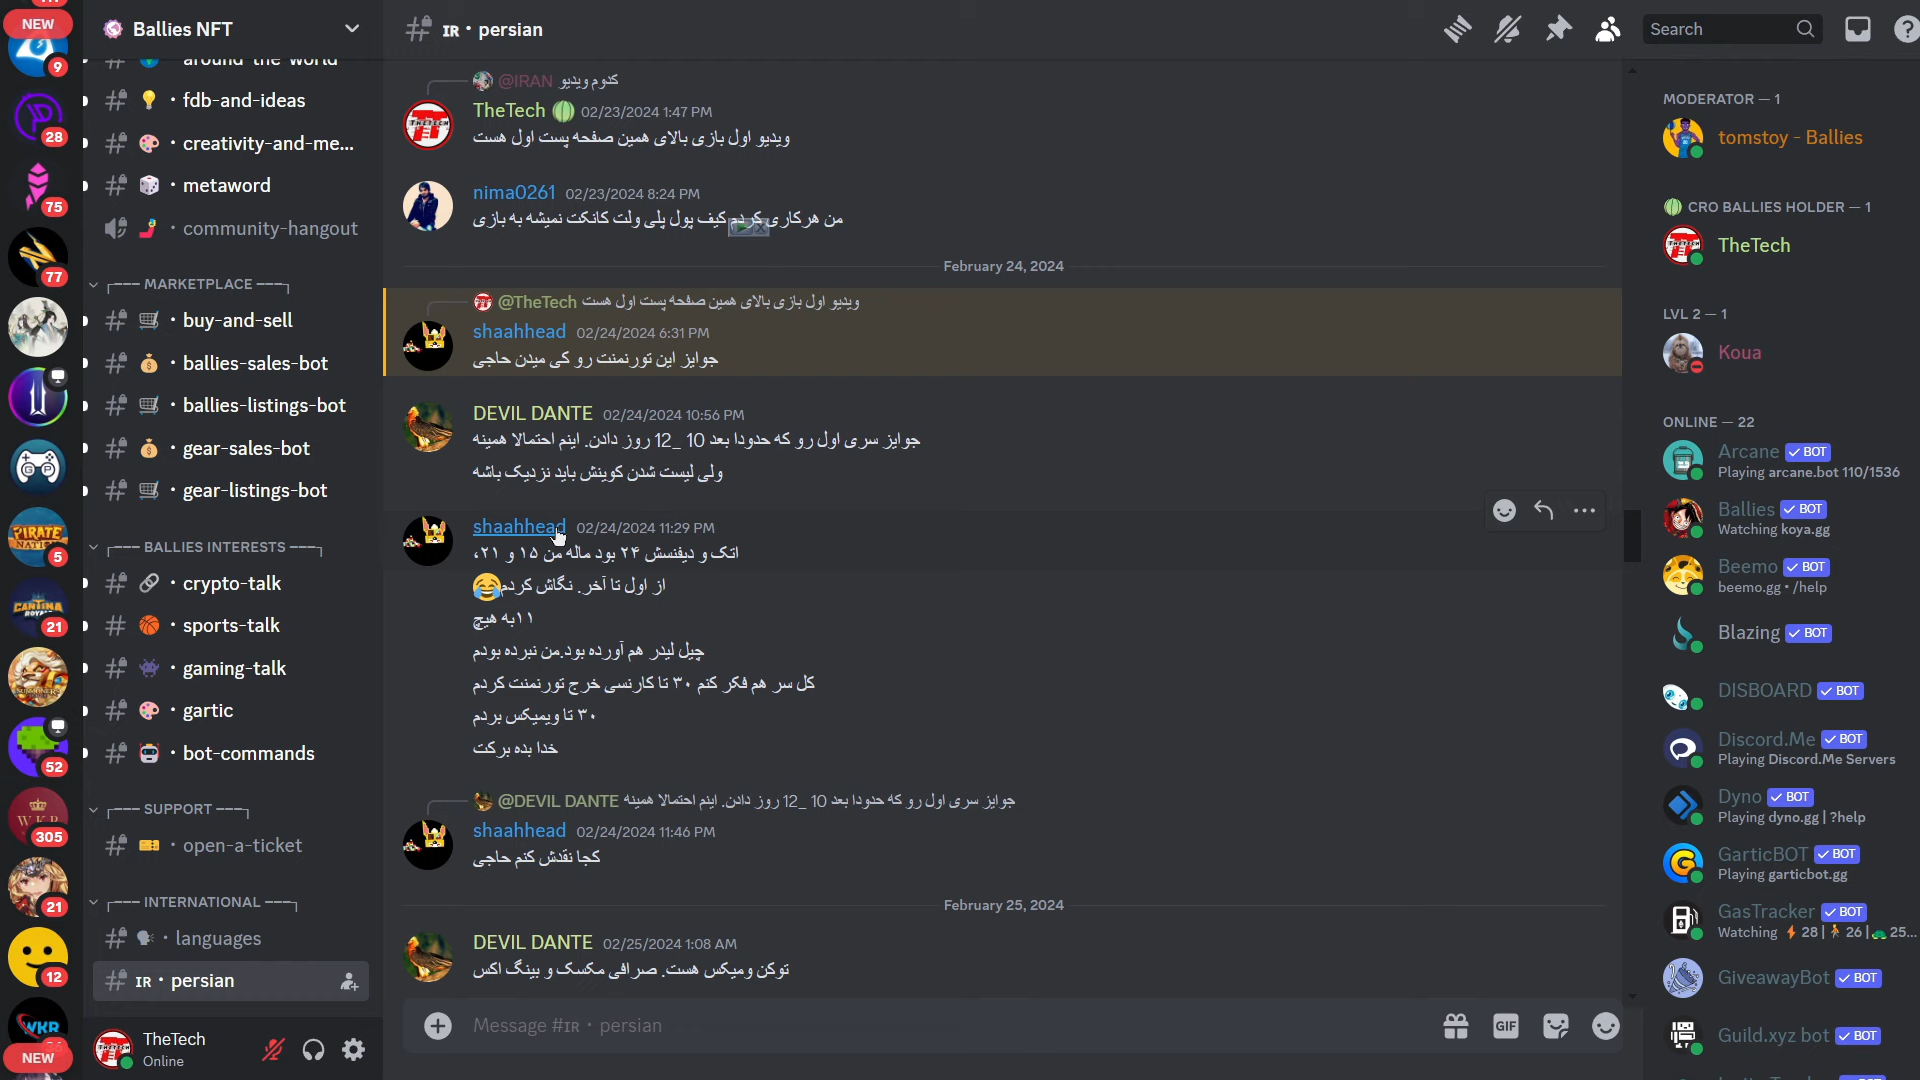 NEW
9
28
75
77
5
21
52
W K R
305
21
12
WKR
NEW
Ballies NFT
around-the-world
fdb-and-ideas
creativity-and-me...
metaword
community-hangout
MARKETPLACE
buy-and-sell
ballies-sales-bot
ballies-listings-bot
gear-sales-bot
gear-listings-bot
BALLIES INTERESTS
crypto-talk
sports-talk
gaming-talk
gartic
bot-commands
SUPPORT
open-a-ticket
INTERNATIONAL
languages
IR · persian
TheTech
Online
IR · persian
Search
@IRAN کدوم ویدیو
TheTech 02/23/2024 1:47 PM
ویدیو اول بازی بالای همین صفحه پست اول هست
nima0261 02/23/2024 8:24 PM
من هرکاری کردم کیف پول پلی ولت کانکت نمیشه به بازی
February 24, 2024
@TheTech ویدیو اول بازی بالای همین صفحه پست اول هست
shaahhead 02/24/2024 6:31 PM
جوایز این تورنمنت رو کی میدن حاجی
DEVIL DANTE 02/24/2024 10:56 PM
جوایز سری اول رو که حدودا بعد 10 _12 روز دادن. اینم احتمالا همینه
ولی لیست شدن کوینش باید نزدیک باشه
shaahhead 02/24/2024 11:29 PM
اتک و دیفنسش ۲۴ بود ماله من ۱۵ و ۲۱،
از اول تا آخر. نگاش کردم😂
۱۱به هیچ
چیل لیدر هم آورده بود.من نبرده بودم
کل سر هم فکر کنم ۳۰ تا کارنسی خرج تورنمنت کردم
۳۰ تا ویمیکس بردم
خدا بده برکت
@DEVIL DANTE جوایز سری اول رو که حدودا بعد 10 _12 روز دادن. اینم احتمالا همینه
shaahhead 02/24/2024 11:46 PM
کجا نقدش کنم حاجی
February 25, 2024
DEVIL DANTE 02/25/2024 1:08 AM
توکن ومیکس هست. صرافی مکسک و بینگ اکس
Message #IR · persian
GIF
MODERATOR — 1
tomstoy - Ballies
CRO BALLIES HOLDER — 1
TheTech
LVL 2 — 1
Koua
ONLINE — 22
Arcane ✓ BOT
Playing arcane.bot 110/1536
Ballies ✓ BOT
Watching koya.gg
Beemo ✓ BOT
beemo.gg • /help
Blazing ✓ BOT
DISBOARD ✓ BOT
Discord.Me ✓ BOT
Playing Discord.Me Servers
Dyno ✓ BOT
Playing dyno.gg | ?help
GarticBOT ✓ BOT
Playing garticbot.gg
GasTracker ✓ BOT
Watching ⚡ 28 | 🚶 26 | 🐢 25...
GiveawayBot ✓ BOT
Guild.xyz bot ✓ BOT